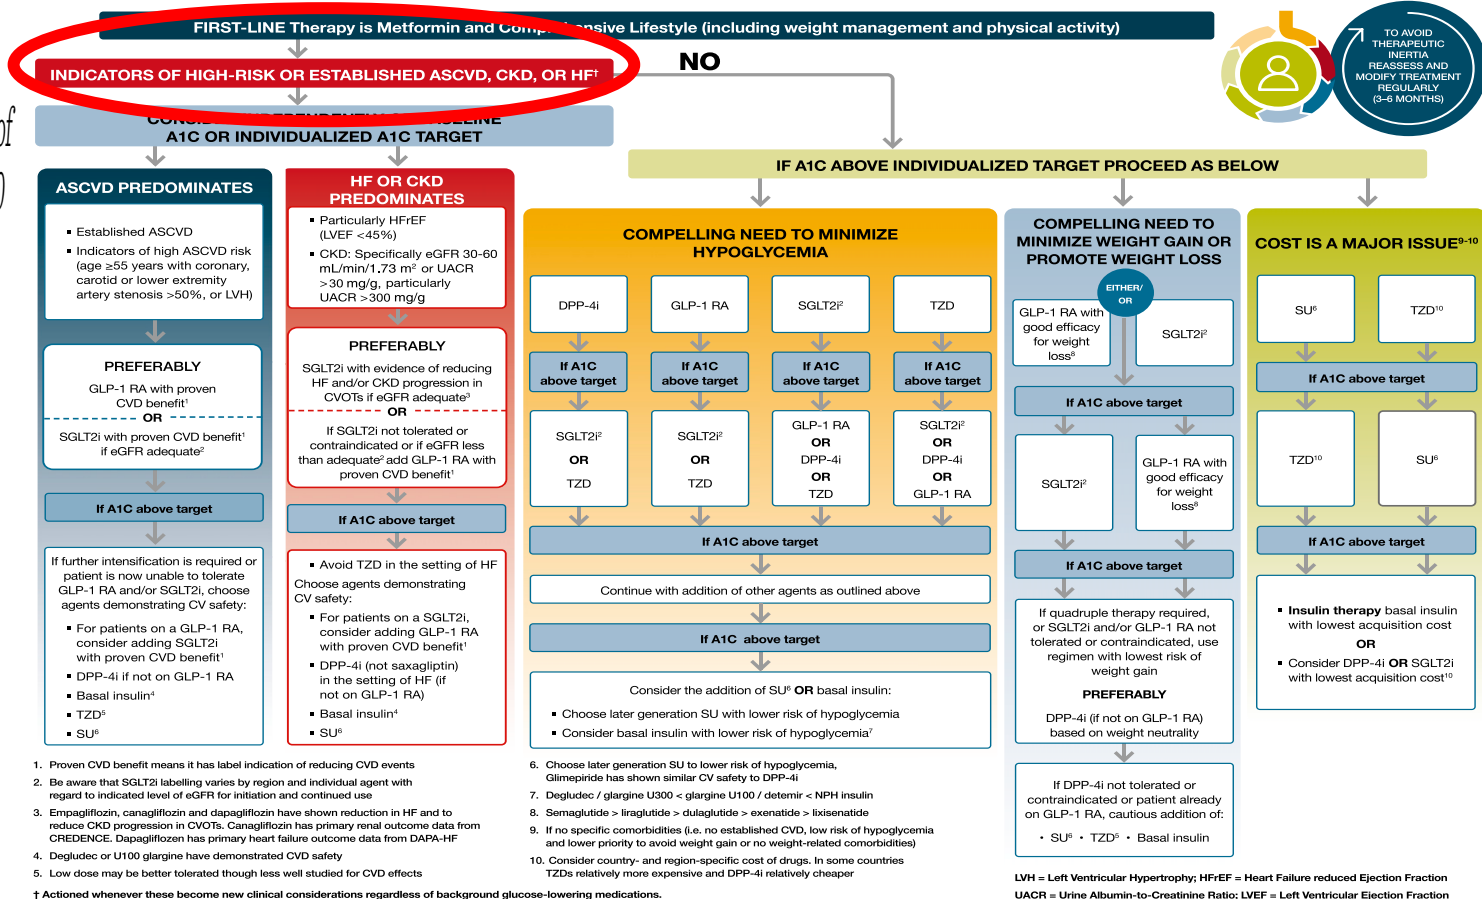 FIRST-LINE Therapy is Metformin and Comprehensive Lifestyle (including weight management and physical activity)
INDICATORS OF HIGH-RISK OR ESTABLISHED ASCVD, CKD, OR HF†
NO
TO AVOID
THERAPEUTIC
INERTIA
REASSESS AND
MODIFY TREATMENT
REGULARLY
(3–6 MONTHS)
of
)
CONSIDER INDEPENDENTLY OF BASELINE
A1C OR INDIVIDUALIZED A1C TARGET
IF A1C ABOVE INDIVIDUALIZED TARGET PROCEED AS BELOW
ASCVD PREDOMINATES
▪ Established ASCVD
▪ Indicators of high ASCVD risk
(age ≥55 years with coronary,
carotid or lower extremity
artery stenosis >50%, or LVH)
PREFERABLY
GLP-1 RA with proven
CVD benefit¹
OR
SGLT2i with proven CVD benefit¹
if eGFR adequate²
If A1C above target
If further intensification is required or
patient is now unable to tolerate
GLP-1 RA and/or SGLT2i, choose
agents demonstrating CV safety:
▪ For patients on a GLP-1 RA,
consider adding SGLT2i
with proven CVD benefit¹
▪ DPP-4i if not on GLP-1 RA
▪ Basal insulin⁴
▪ TZD⁵
▪ SU⁶
HF OR CKD
PREDOMINATES
▪ Particularly HFrEF
(LVEF <45%)
▪ CKD: Specifically eGFR 30-60
mL/min/1.73 m² or UACR
>30 mg/g, particularly
UACR >300 mg/g
PREFERABLY
SGLT2i with evidence of reducing
HF and/or CKD progression in
CVOTs if eGFR adequate³
OR
If SGLT2i not tolerated or
contraindicated or if eGFR less
than adequate² add GLP-1 RA with
proven CVD benefit¹
If A1C above target
▪ Avoid TZD in the setting of HF
Choose agents demonstrating
CV safety:
▪ For patients on a SGLT2i,
consider adding GLP-1 RA
with proven CVD benefit¹
▪ DPP-4i (not saxagliptin)
in the setting of HF (if
not on GLP-1 RA)
▪ Basal insulin⁴
▪ SU⁶
COMPELLING NEED TO MINIMIZE
HYPOGLYCEMIA
DPP-4i
GLP-1 RA
SGLT2i²
TZD
If A1C
above target
If A1C
above target
If A1C
above target
If A1C
above target
SGLT2i²
OR
TZD
SGLT2i²
OR
TZD
GLP-1 RA
OR
DPP-4i
OR
TZD
SGLT2i²
OR
DPP-4i
OR
GLP-1 RA
If A1C above target
Continue with addition of other agents as outlined above
If A1C above target
Consider the addition of SU⁶ OR basal insulin:
▪ Choose later generation SU with lower risk of hypoglycemia
▪ Consider basal insulin with lower risk of hypoglycemia⁷
COMPELLING NEED TO
MINIMIZE WEIGHT GAIN OR
PROMOTE WEIGHT LOSS
EITHER/
OR
GLP-1 RA with
good efficacy
for weight
loss⁸
SGLT2i²
If A1C above target
SGLT2i²
GLP-1 RA with
good efficacy
for weight
loss⁸
If A1C above target
If quadruple therapy required,
or SGLT2i and/or GLP-1 RA not
tolerated or contraindicated, use
regimen with lowest risk of
weight gain
PREFERABLY
DPP-4i (if not on GLP-1 RA)
based on weight neutrality
If DPP-4i not tolerated or
contraindicated or patient already
on GLP-1 RA, cautious addition of:
• SU⁶ • TZD⁵ • Basal insulin
COST IS A MAJOR ISSUE⁹⁻¹⁰
SU⁶
TZD¹⁰
If A1C above target
TZD¹⁰
SU⁶
If A1C above target
▪ Insulin therapy basal insulin
with lowest acquisition cost
OR
▪ Consider DPP-4i OR SGLT2i
with lowest acquisition cost¹⁰
1. Proven CVD benefit means it has label indication of reducing CVD events
2. Be aware that SGLT2i labelling varies by region and individual agent with
regard to indicated level of eGFR for initiation and continued use
3. Empagliflozin, canagliflozin and dapagliflozin have shown reduction in HF and to
reduce CKD progression in CVOTs. Canagliflozin has primary renal outcome data from
CREDENCE. Dapagliflozen has primary heart failure outcome data from DAPA-HF
4. Degludec or U100 glargine have demonstrated CVD safety
5. Low dose may be better tolerated though less well studied for CVD effects
6. Choose later generation SU to lower risk of hypoglycemia,
Glimepiride has shown similar CV safety to DPP-4i
7. Degludec / glargine U300 < glargine U100 / detemir < NPH insulin
8. Semaglutide > liraglutide > dulaglutide > exenatide > lixisenatide
9. If no specific comorbidities (i.e. no established CVD, low risk of hypoglycemia
and lower priority to avoid weight gain or no weight-related comorbidities)
10. Consider country- and region-specific cost of drugs. In some countries
TZDs relatively more expensive and DPP-4i relatively cheaper
† Actioned whenever these become new clinical considerations regardless of background glucose-lowering medications.
LVH = Left Ventricular Hypertrophy; HFrEF = Heart Failure reduced Ejection Fraction
UACR = Urine Albumin-to-Creatinine Ratio; LVEF = Left Ventricular Ejection Fraction